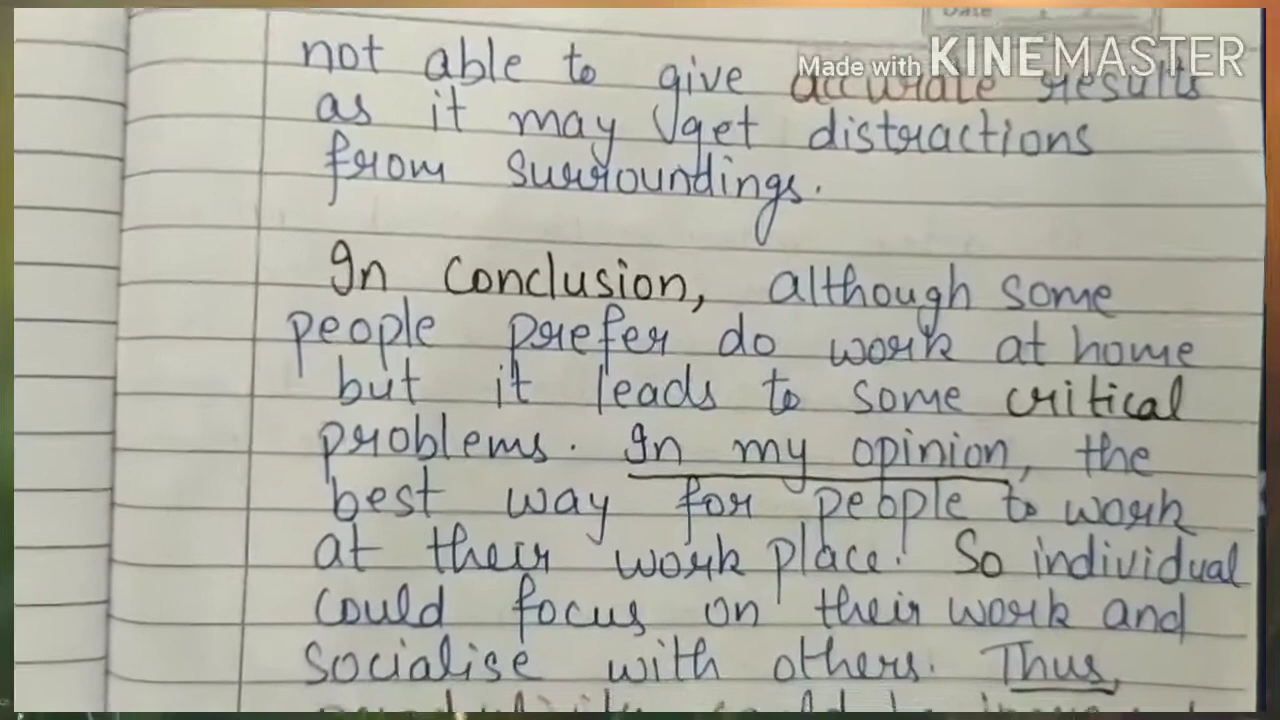 Date
Made with KINEMASTER
not able to give accurate results
as it may get distractions
from surroundings.
In conclusion, although some
people prefer do work at home
but it leads to some critical
problems. In my opinion, the
best way for people to work
at their work place. So individual
could focus on their work and
socialise with others. Thus,